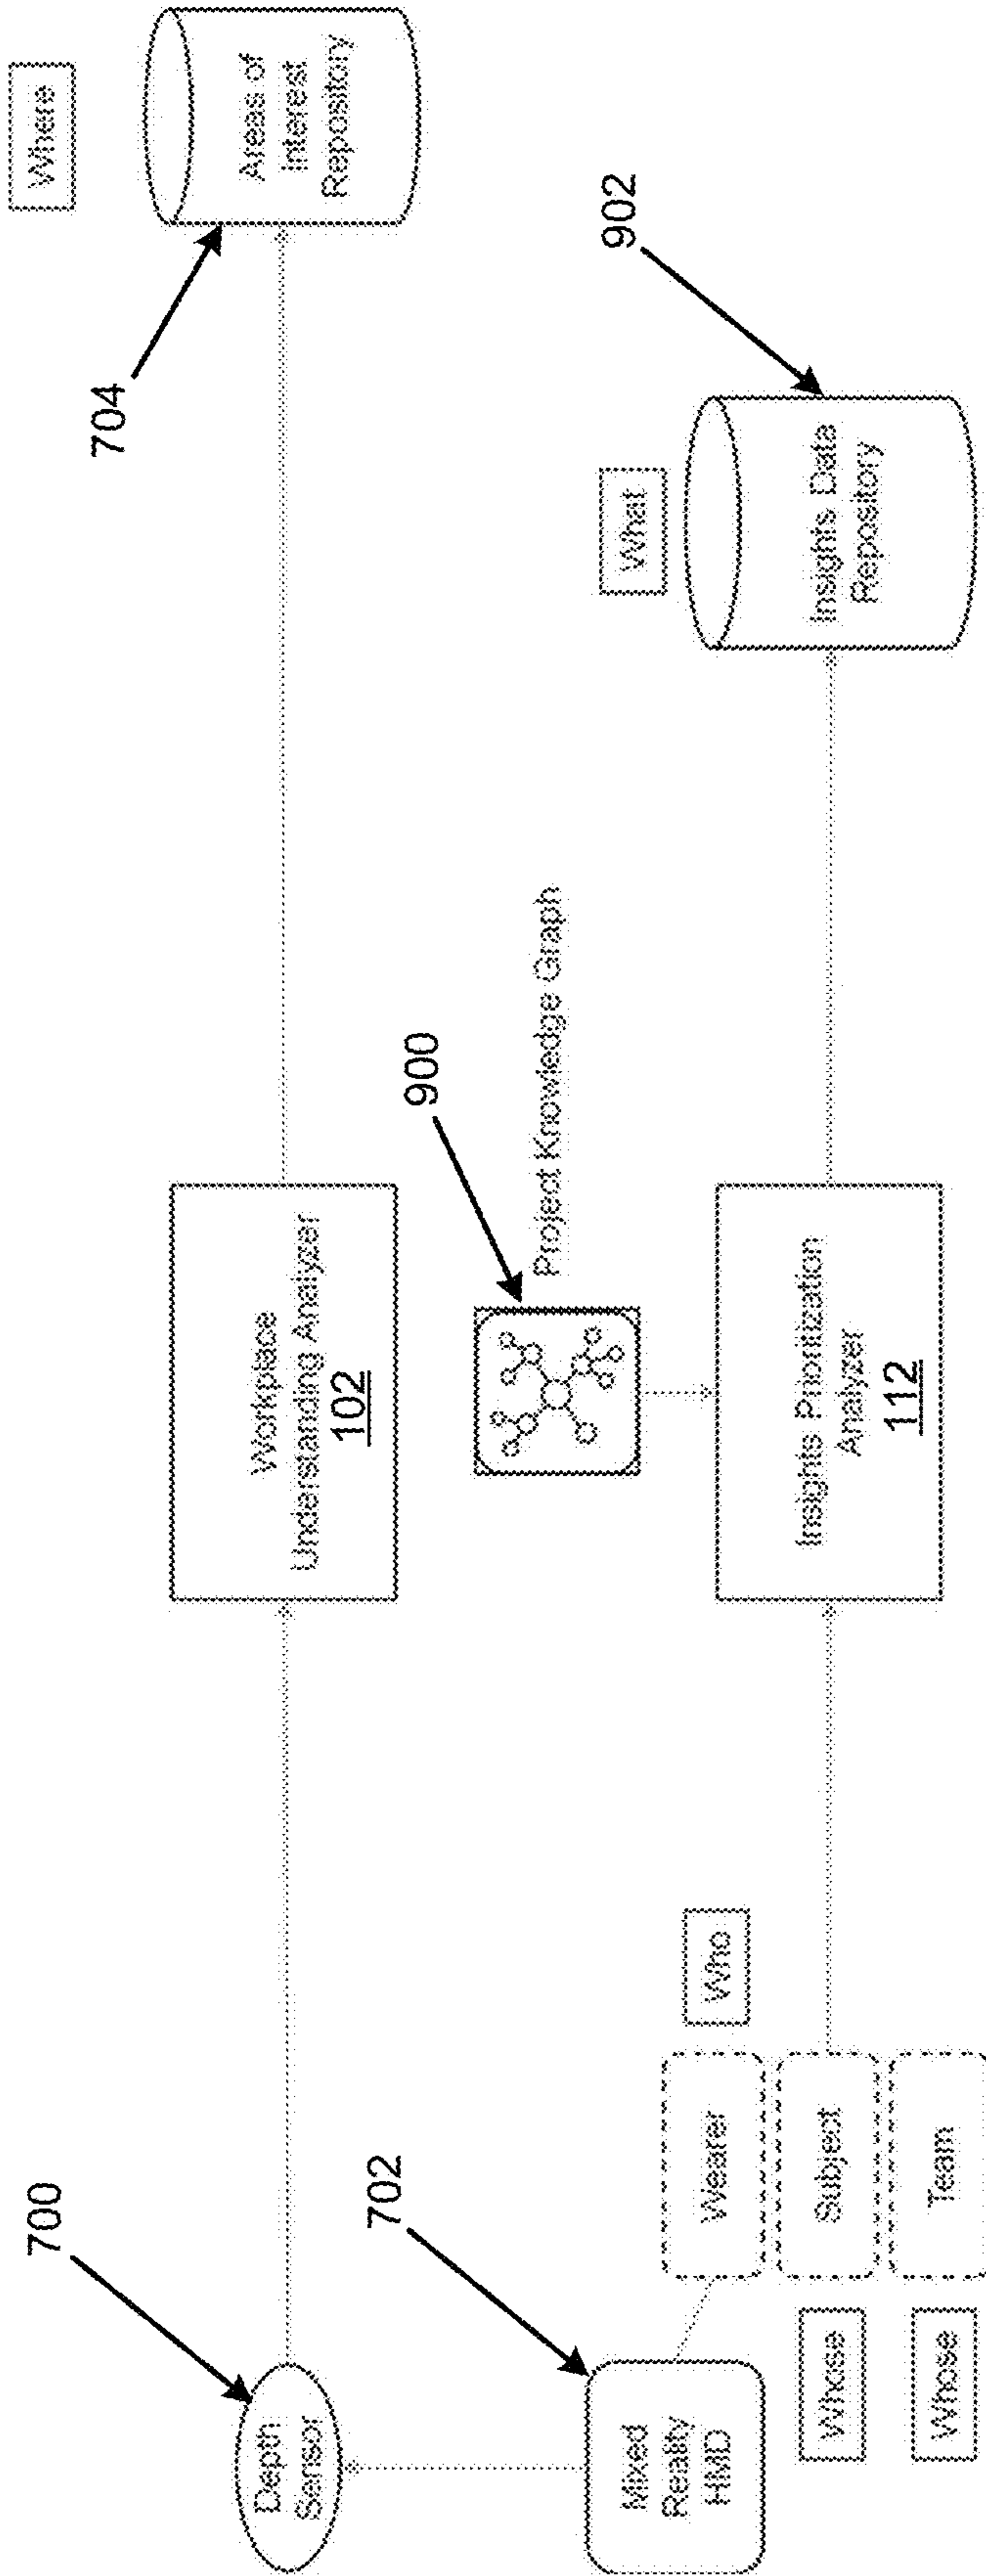 700
Depth
Sensor
702
Mixed
Reality
HMD
Wearer
Who
Whose
Subject
Whose
Team
Workplace
Understanding Analyzer
102
900
Project Knowledge Graph
Insights Prioritization
Analyzer
112
704
Where
Areas of
Interest
Repository
902
What
Insights Data
Repository